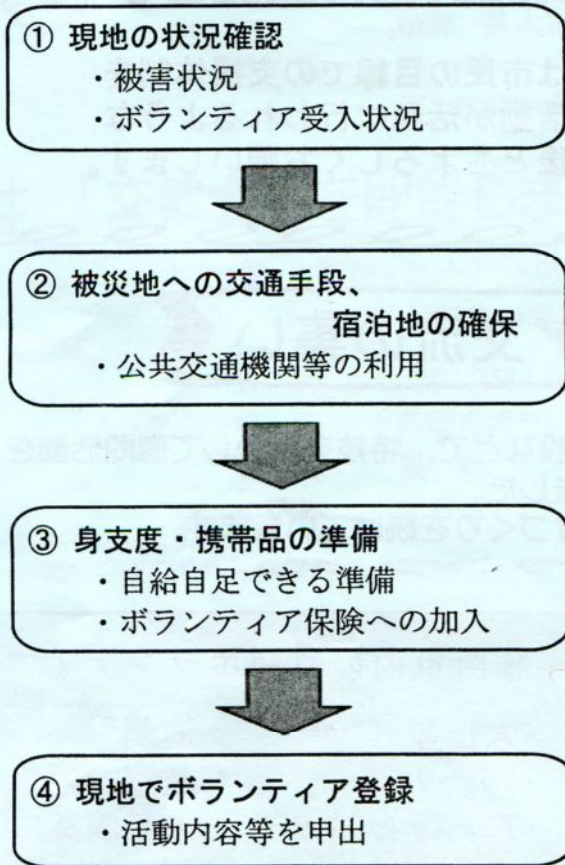 ① 現地の状況確認
・被害状況
・ボランティア受入状況
② 被災地への交通手段、
宿泊地の確保
・公共交通機関等の利用
③ 身支度・携帯品の準備
・自給自足できる準備
・ボランティア保険への加入
④ 現地でボランティア登録
・活動内容等を申出